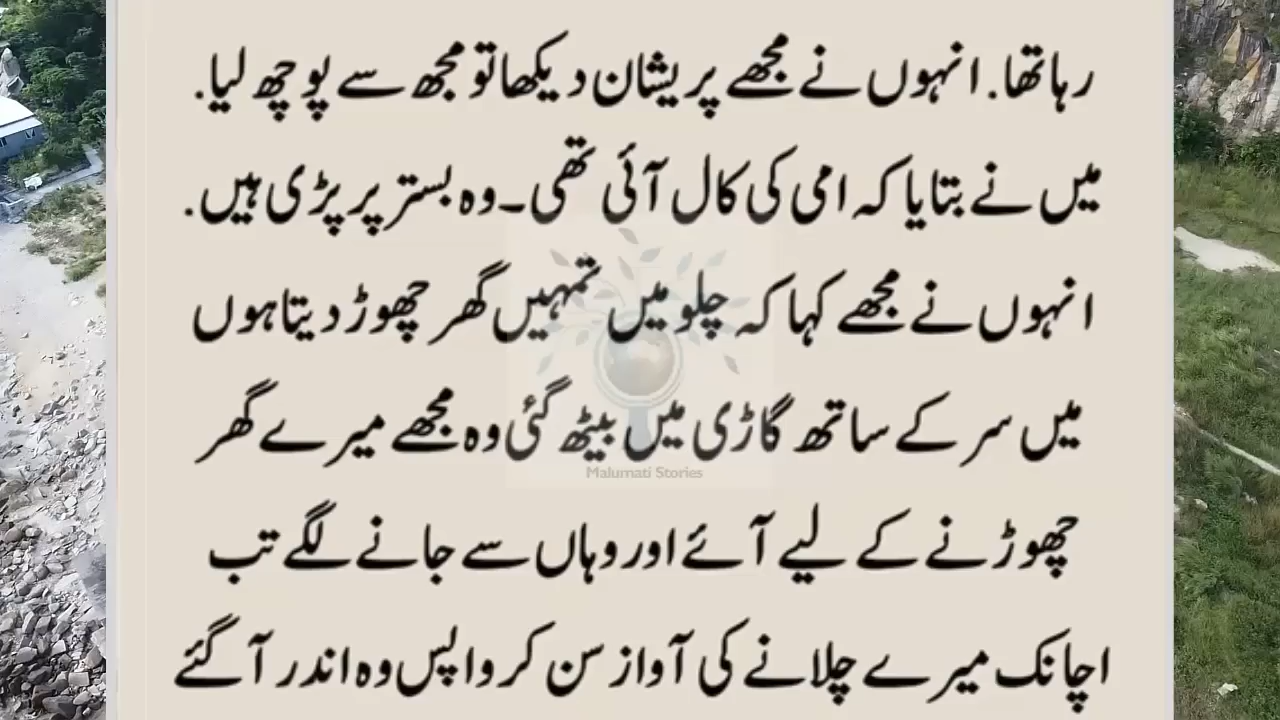 رہا تھا. انہوں نے مجھے پریشان دیکھا تو مجھ سے پوچھ لیا.
میں نے بتایا کہ امی کی کال آئی تھی۔ وہ بستر پر پڑی ہیں.
انہوں نے مجھے کہا کہ چلو میں تمہیں گھر چھوڑ دیتا ہوں
میں سر کے ساتھ گاڑی میں بیٹھ گئی وہ مجھے میرے گھر
Malumati Stories
چھوڑنے کے لیے آئے اور وہاں سے جانے لگے تب
اچانک میرے چلانے کی آواز سن کر واپس وہ اندر آ گئے